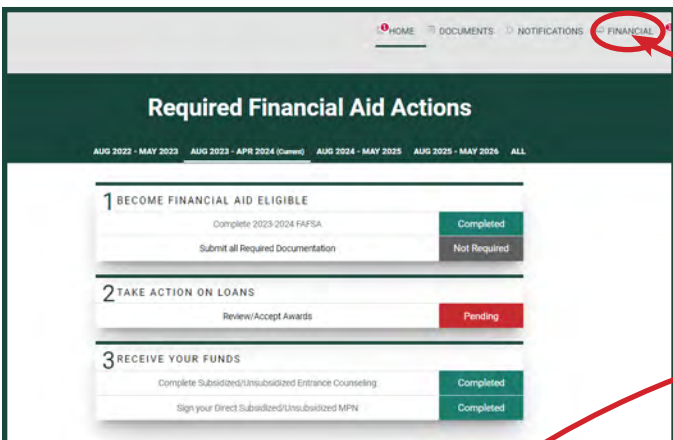 1 HOME DOCUMENTS NOTIFICATIONS FINANCIAL
Required Financial Aid Actions
AUG 2022 - MAY 2023 AUG 2023 - APR 2024 (Current) AUG 2024 - MAY 2025 AUG 2025 - MAY 2026 ALL
1 BECOME FINANCIAL AID ELIGIBLE
Complete 2023-2024 FAFSA Completed
Submit all Required Documentation Not Required
2 TAKE ACTION ON LOANS
Review/Accept Awards Pending
3 RECEIVE YOUR FUNDS
Complete Subsidized/Unsubsidized Entrance Counseling Completed
Sign your Direct Subsidized/Unsubsidized MPN Completed